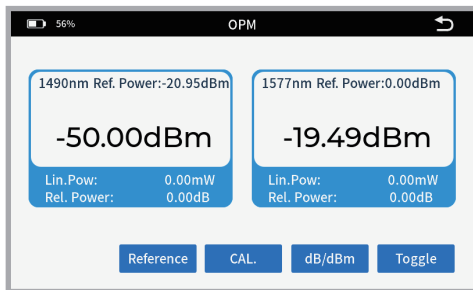 56%
OPM
1490nm Ref. Power:-20.95dBm
-50.00dBm
Lin.Pow: 0.00mW
Rel. Power: 0.00dB
1577nm Ref. Power:0.00dBm
-19.49dBm
Lin.Pow: 0.00mW
Rel. Power: 0.00dB
Reference
CAL.
dB/dBm
Toggle